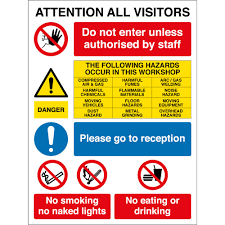 ATTENTION ALL VISITORS
Do not enter unless
authorised by staff
THE FOLLOWING HAZARDS
OCCUR IN THIS WORKSHOP
COMPRESSED AIR & GAS
HARMFUL FUMES
ARC / GAS WELDING
HARMFUL CHEMICALS
FLAMMABLE MATERIALS
NOISE HAZARD
MOVING VEHICLES
FLOOR HAZARDS
MOVING EQUIPMENT
DUST HAZARD
METAL GRINDING
OVERHEAD HAZARDS
DANGER
Please go to reception
No smoking
no naked lights
No eating or
drinking